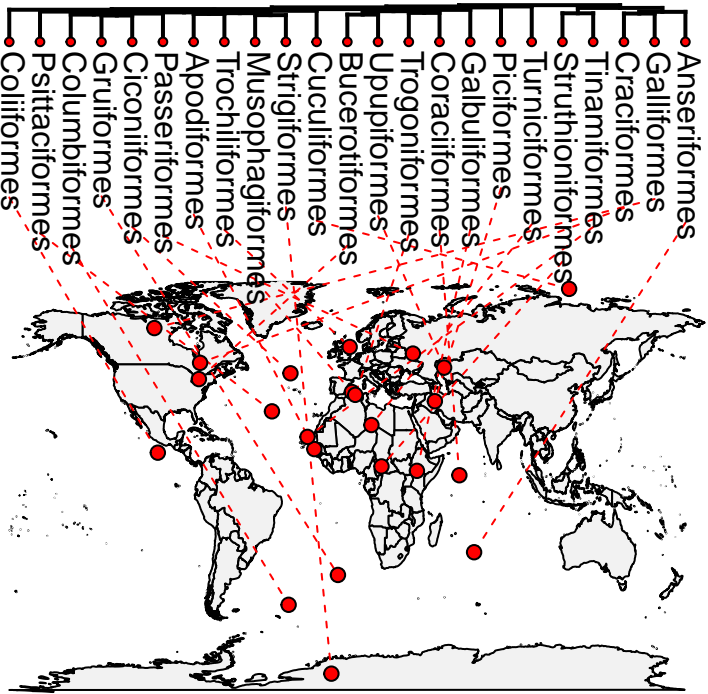 Coliiformes
Psittaciformes
Columbiformes
Gruiformes
Ciconiiformes
Passeriformes
Apodiformes
Trochiliformes
Musophagiformes
Strigiformes
Cuculiformes
Bucerotiformes
Upupiformes
Trogoniformes
Coraciiformes
Galbuliformes
Piciformes
Turniciformes
Struthioniformes
Tinamiformes
Craciformes
Galliformes
Anseriformes